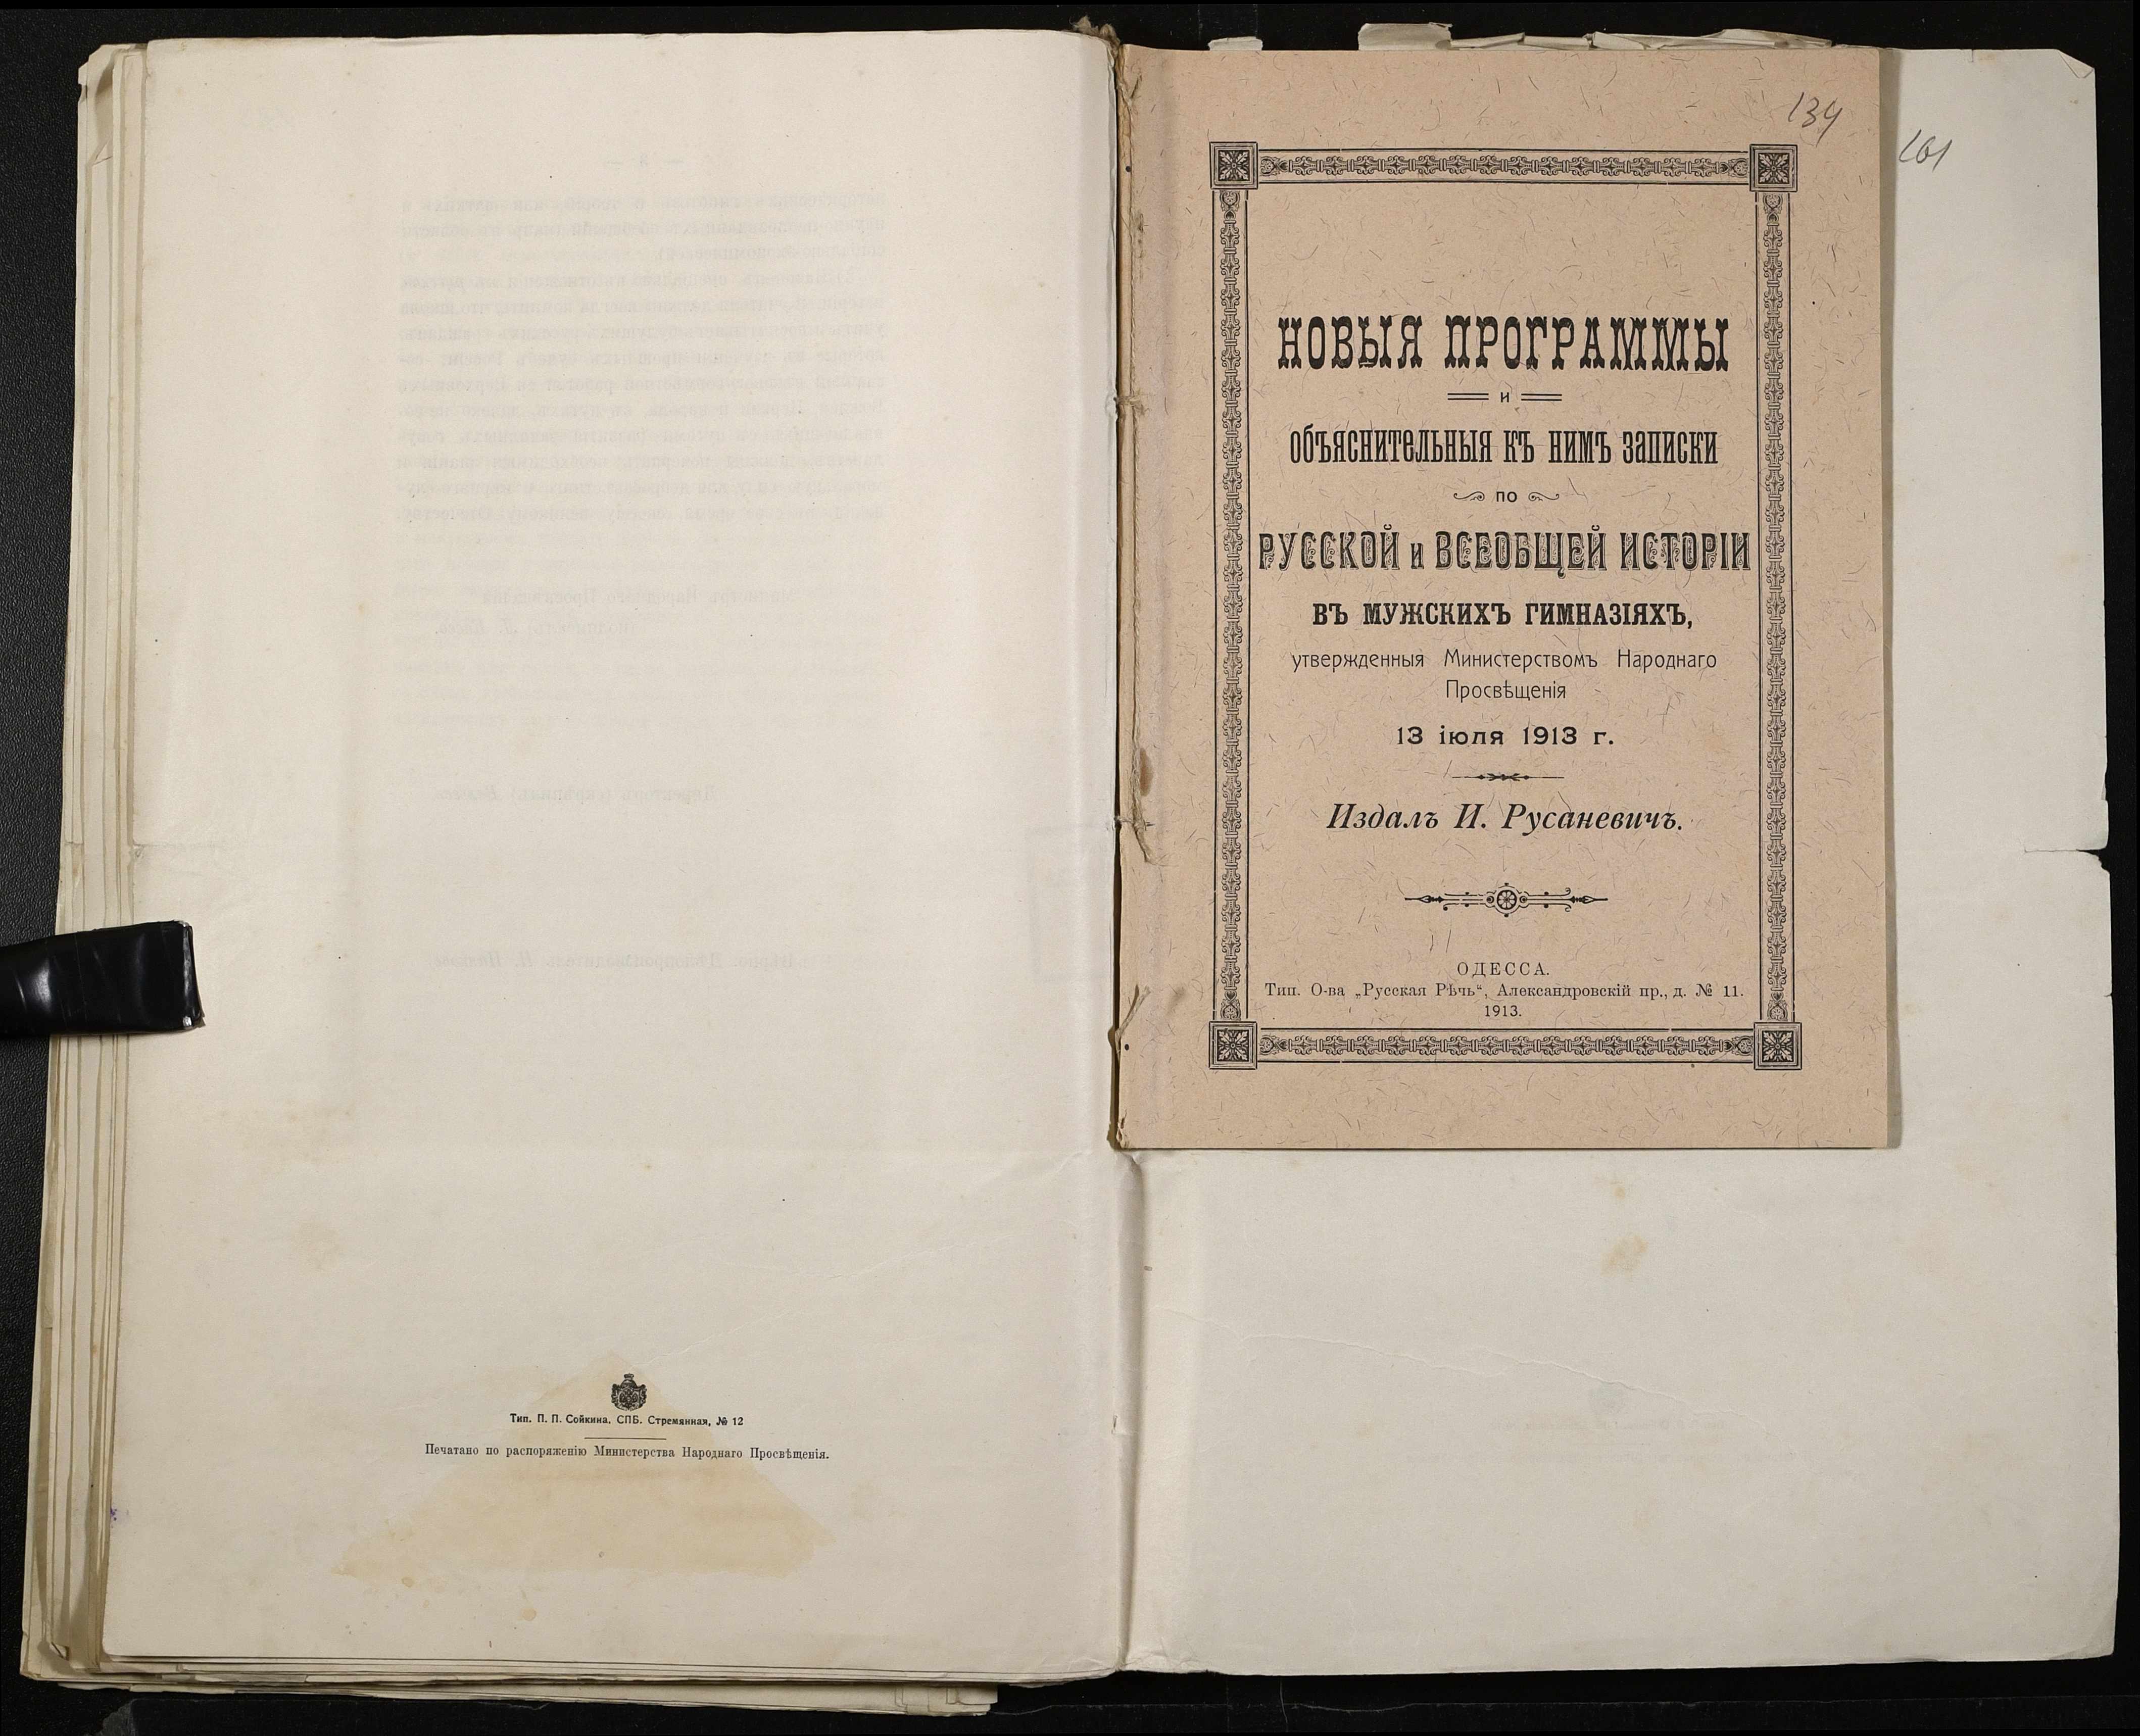 Тип. П. П. Сойкина. СПБ. Стремянная, № 12
Печатано по распоряженію Министерства Народнаго Просвѣщенія.
134
161
НОВЫЯ ПРОГРАММЫ
и
ОБЪЯСНИТЕЛЬНЫЯ КЪ НИМЪ ЗАПИСКИ
ПО
РУССКОЙ и ВСЕОБЩЕЙ ИСТОРІИ
ВЪ МУЖСКИХЪ ГИМНАЗІЯХЪ,
утвержденныя Министерствомъ Народнаго
Просвѣщенія
13 іюля 1913 г.
Издалъ И. Русаневичъ.
ОДЕССА.
Тип. О-ва „Русская Рѣчь“, Александровскій пр., д. № 11.
1913.